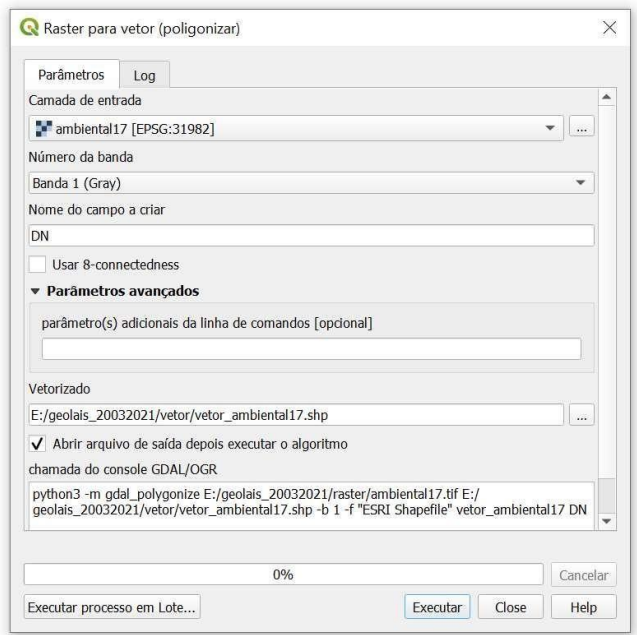 Raster para vetor (poligonizar)
Parâmetros
Log
Camada de entrada
ambiental17 [EPSG:31982]
...
Número da banda
Banda 1 (Gray)
Nome do campo a criar
DN
Usar 8-connectedness
Parâmetros avançados
parâmetro(s) adicionais da linha de comandos [opcional]
Vetorizado
E:/geolais_20032021/vetor/vetor_ambiental17.shp
...
Abrir arquivo de saída depois executar o algoritmo
chamada do console GDAL/OGR
python3 -m gdal_polygonize E:/geolais_20032021/raster/ambiental17.tif E:/
geolais_20032021/vetor/vetor_ambiental17.shp -b 1 -f "ESRI Shapefile" vetor_ambiental17 DN
0%
Cancelar
Executar processo em Lote...
Executar
Close
Help